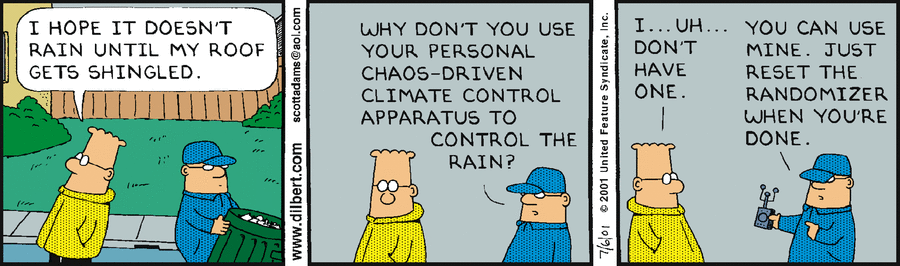 I HOPE IT DOESN'T
RAIN UNTIL MY ROOF
GETS SHINGLED.
www.dilbert.com scottadams@aol.com
WHY DON'T YOU USE
YOUR PERSONAL
CHAOS-DRIVEN
CLIMATE CONTROL
APPARATUS TO
CONTROL THE
RAIN?
7/6/01 © 2001 United Feature Syndicate, Inc.
I...UH...
DON'T
HAVE
ONE.
YOU CAN USE
MINE. JUST
RESET THE
RANDOMIZER
WHEN YOU'RE
DONE.